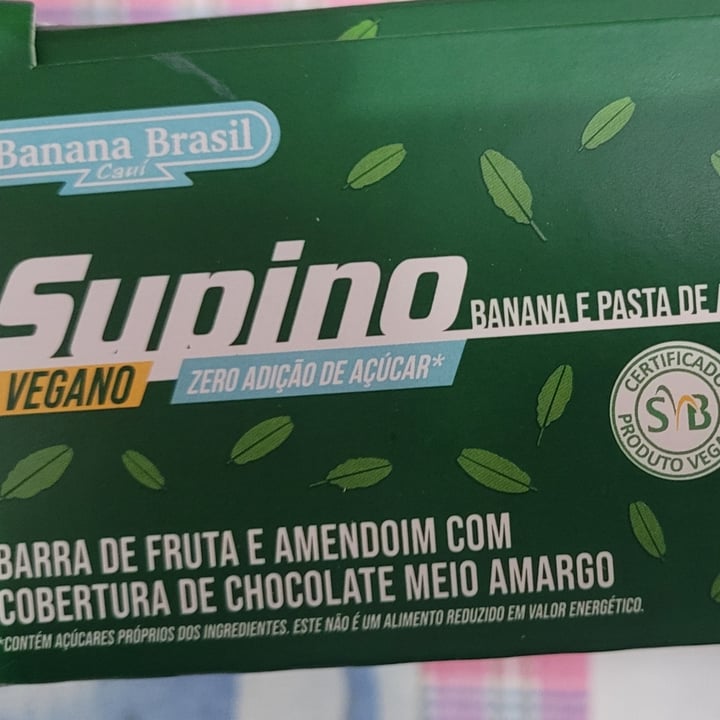 Banana Brasil
Cauí
Supino
BANANA E PASTA DE
VEGANO
ZERO ADIÇÃO DE AÇÚCAR*
CERTIFICADO
SVB
PRODUTO VEG
BARRA DE FRUTA E AMENDOIM COM
COBERTURA DE CHOCOLATE MEIO AMARGO
*CONTÉM AÇÚCARES PRÓPRIOS DOS INGREDIENTES. ESTE NÃO É UM ALIMENTO REDUZIDO EM VALOR ENERGÉTICO.